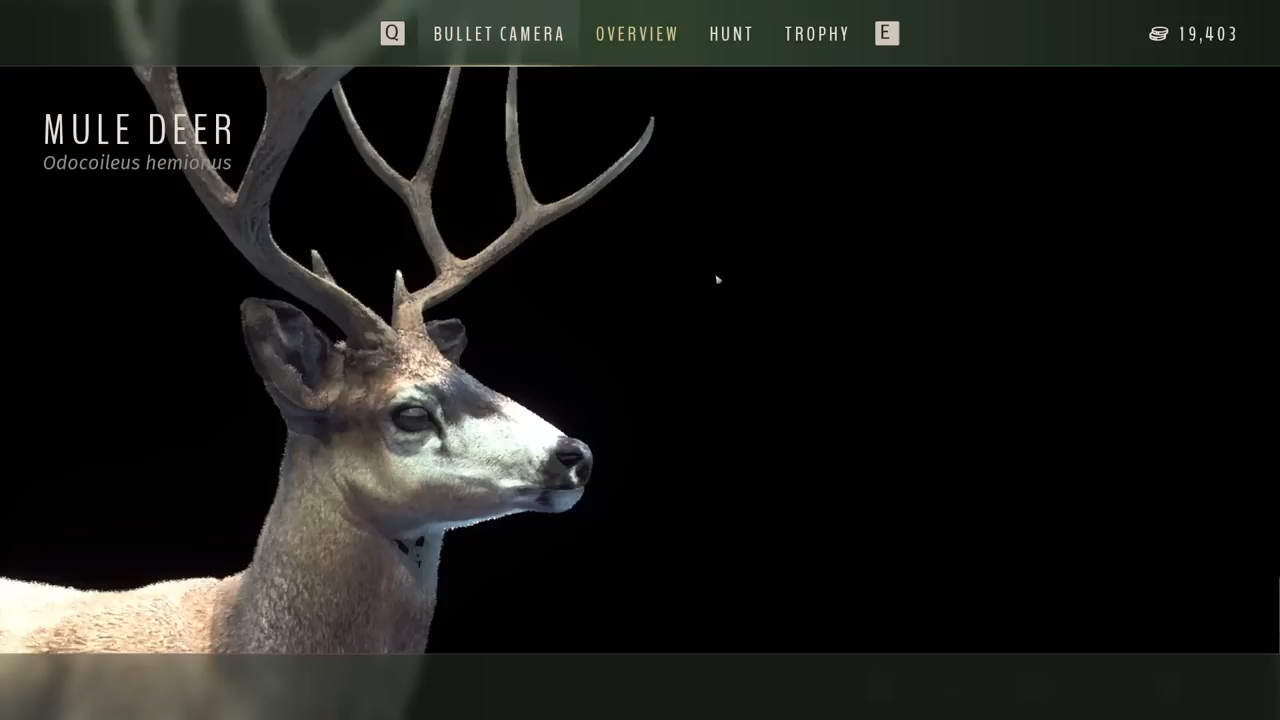 Q BULLET CAMERA OVERVIEW HUNT TROPHY E 19,403
MULE DEER
Odocoileus hemionus